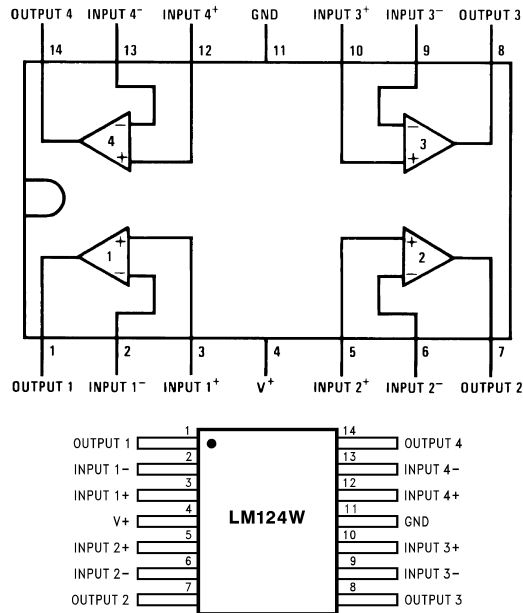 OUTPUT 4 INPUT 4⁻ INPUT 4⁺ GND INPUT 3⁺ INPUT 3⁻ OUTPUT 3
14 13 12 11 10 9 8
− −
4 3
+ +
+ +
1 2
− −
1 2 3 4 5 6 7
OUTPUT 1 INPUT 1⁻ INPUT 1⁺ V⁺ INPUT 2⁺ INPUT 2⁻ OUTPUT 2
1 14
OUTPUT 1 OUTPUT 4
2 13
INPUT 1− INPUT 4−
3 12
INPUT 1+ INPUT 4+
4 11
V+ LM124W GND
5 10
INPUT 2+ INPUT 3+
6 9
INPUT 2− INPUT 3−
7 8
OUTPUT 2 OUTPUT 3